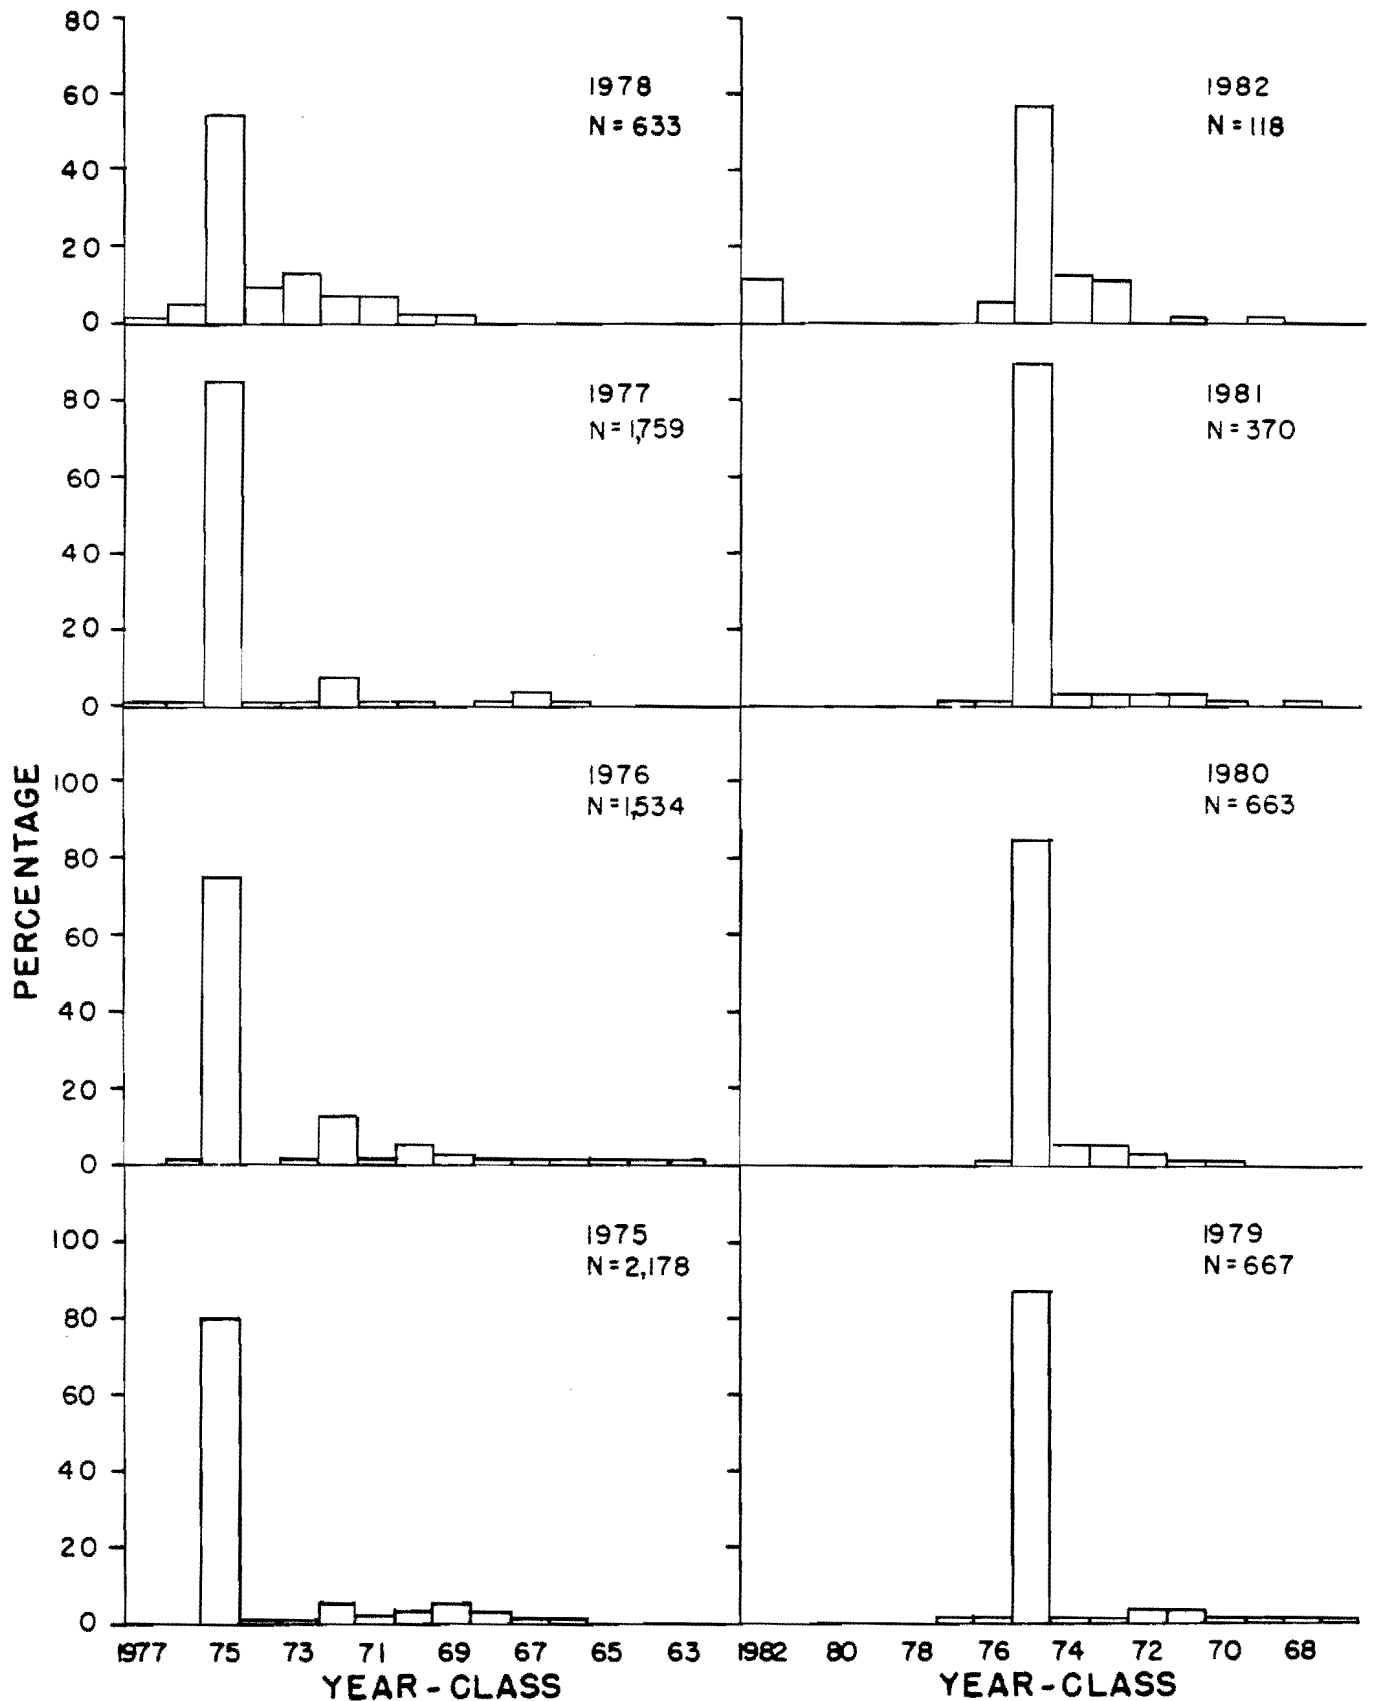 80
60
40
20
0
1978
N = 633
1982
N = 118
80
60
40
20
0
1977
N = 1,759
1981
N = 370
PERCENTAGE
100
80
60
40
20
0
1976
N = 1,534
1980
N = 663
100
80
60
40
20
0
1975
N = 2,178
1979
N = 667
1977 75 73 71 69 67 65 63
YEAR-CLASS
1982 80 78 76 74 72 70 68
YEAR-CLASS